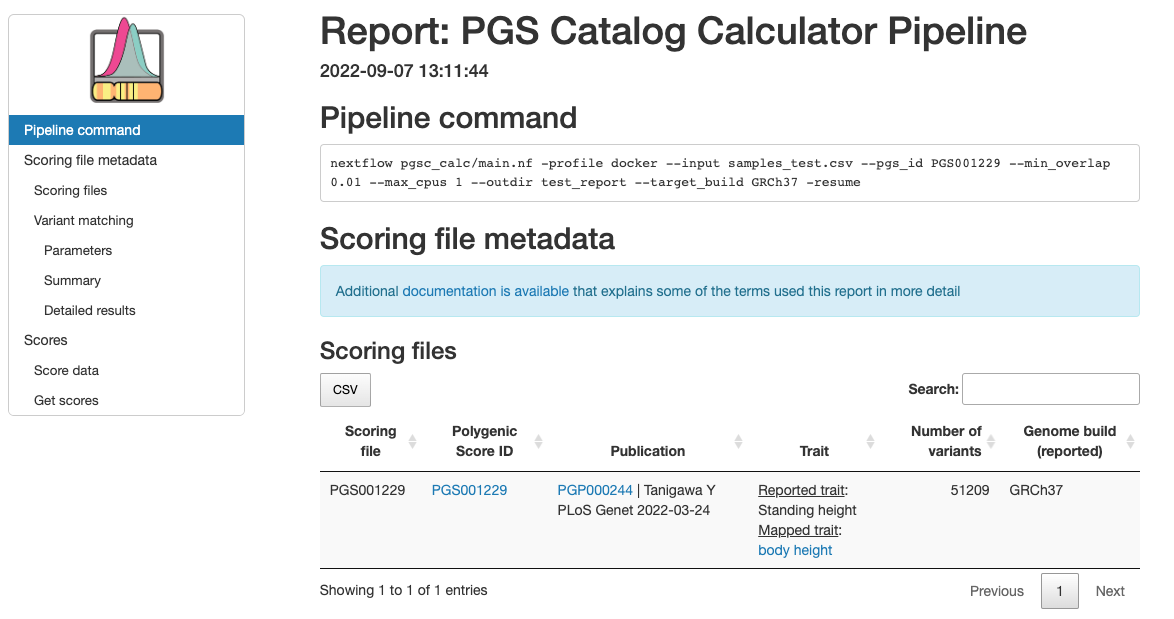 Report: PGS Catalog Calculator Pipeline
2022-09-07 13:11:44
Pipeline command
Scoring file metadata
Scoring files
Variant matching
Parameters
Summary
Detailed results
Scores
Score data
Get scores
Pipeline command
nextflow pgsc_calc/main.nf -profile docker --input samples_test.csv --pgs_id PGS001229 --min_overlap
0.01 --max_cpus 1 --outdir test_report --target_build GRCh37 -resume
Scoring file metadata
Additional documentation is available that explains some of the terms used this report in more detail
Scoring files
CSV
Search:
Scoring file
Polygenic Score ID
Publication
Trait
Number of variants
Genome build (reported)
PGS001229
PGS001229
PGP000244 | Tanigawa Y
PLoS Genet 2022-03-24
Reported trait:
Standing height
Mapped trait:
body height
51209
GRCh37
Showing 1 to 1 of 1 entries
Previous 1 Next